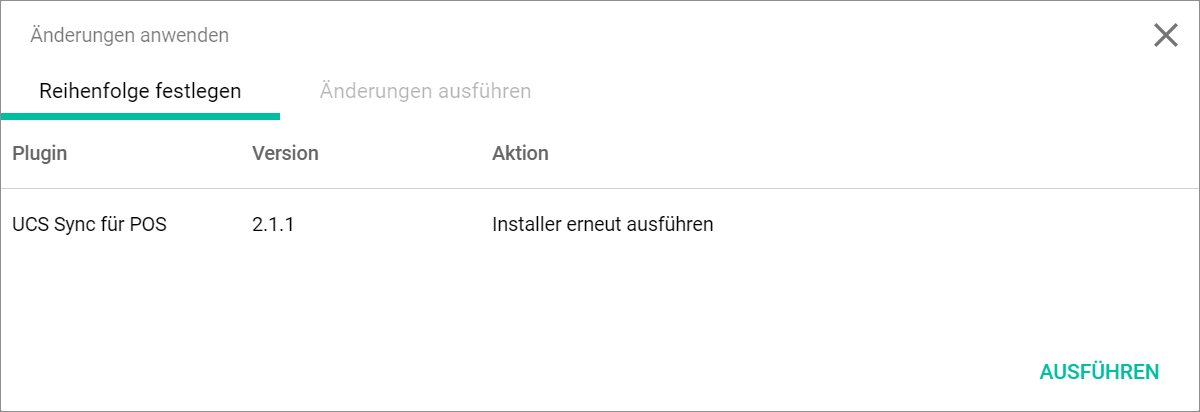 Änderungen anwenden
Reihenfolge festlegen Änderungen ausführen
Plugin Version Aktion
UCS Sync für POS 2.1.1 Installer erneut ausführen
AUSFÜHREN